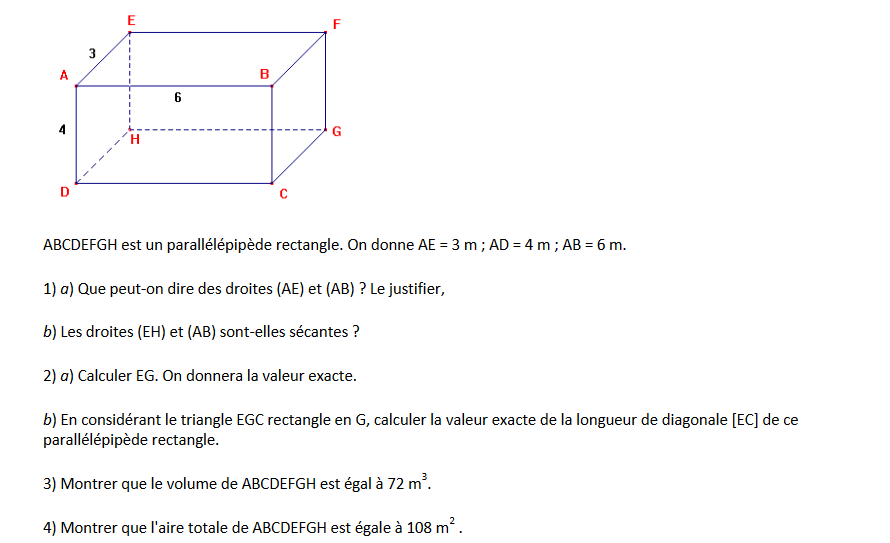 E
F
3
A
B
6
4
H
G
D
C
ABCDEFGH est un parallélépipède rectangle. On donne AE = 3 m ; AD = 4 m ; AB = 6 m.
1) a) Que peut-on dire des droites (AE) et (AB) ? Le justifier,
b) Les droites (EH) et (AB) sont-elles sécantes ?
2) a) Calculer EG. On donnera la valeur exacte.
b) En considérant le triangle EGC rectangle en G, calculer la valeur exacte de la longueur de diagonale [EC] de ce
parallélépipède rectangle.
3) Montrer que le volume de ABCDEFGH est égal à 72 m³.
4) Montrer que l'aire totale de ABCDEFGH est égale à 108 m² .